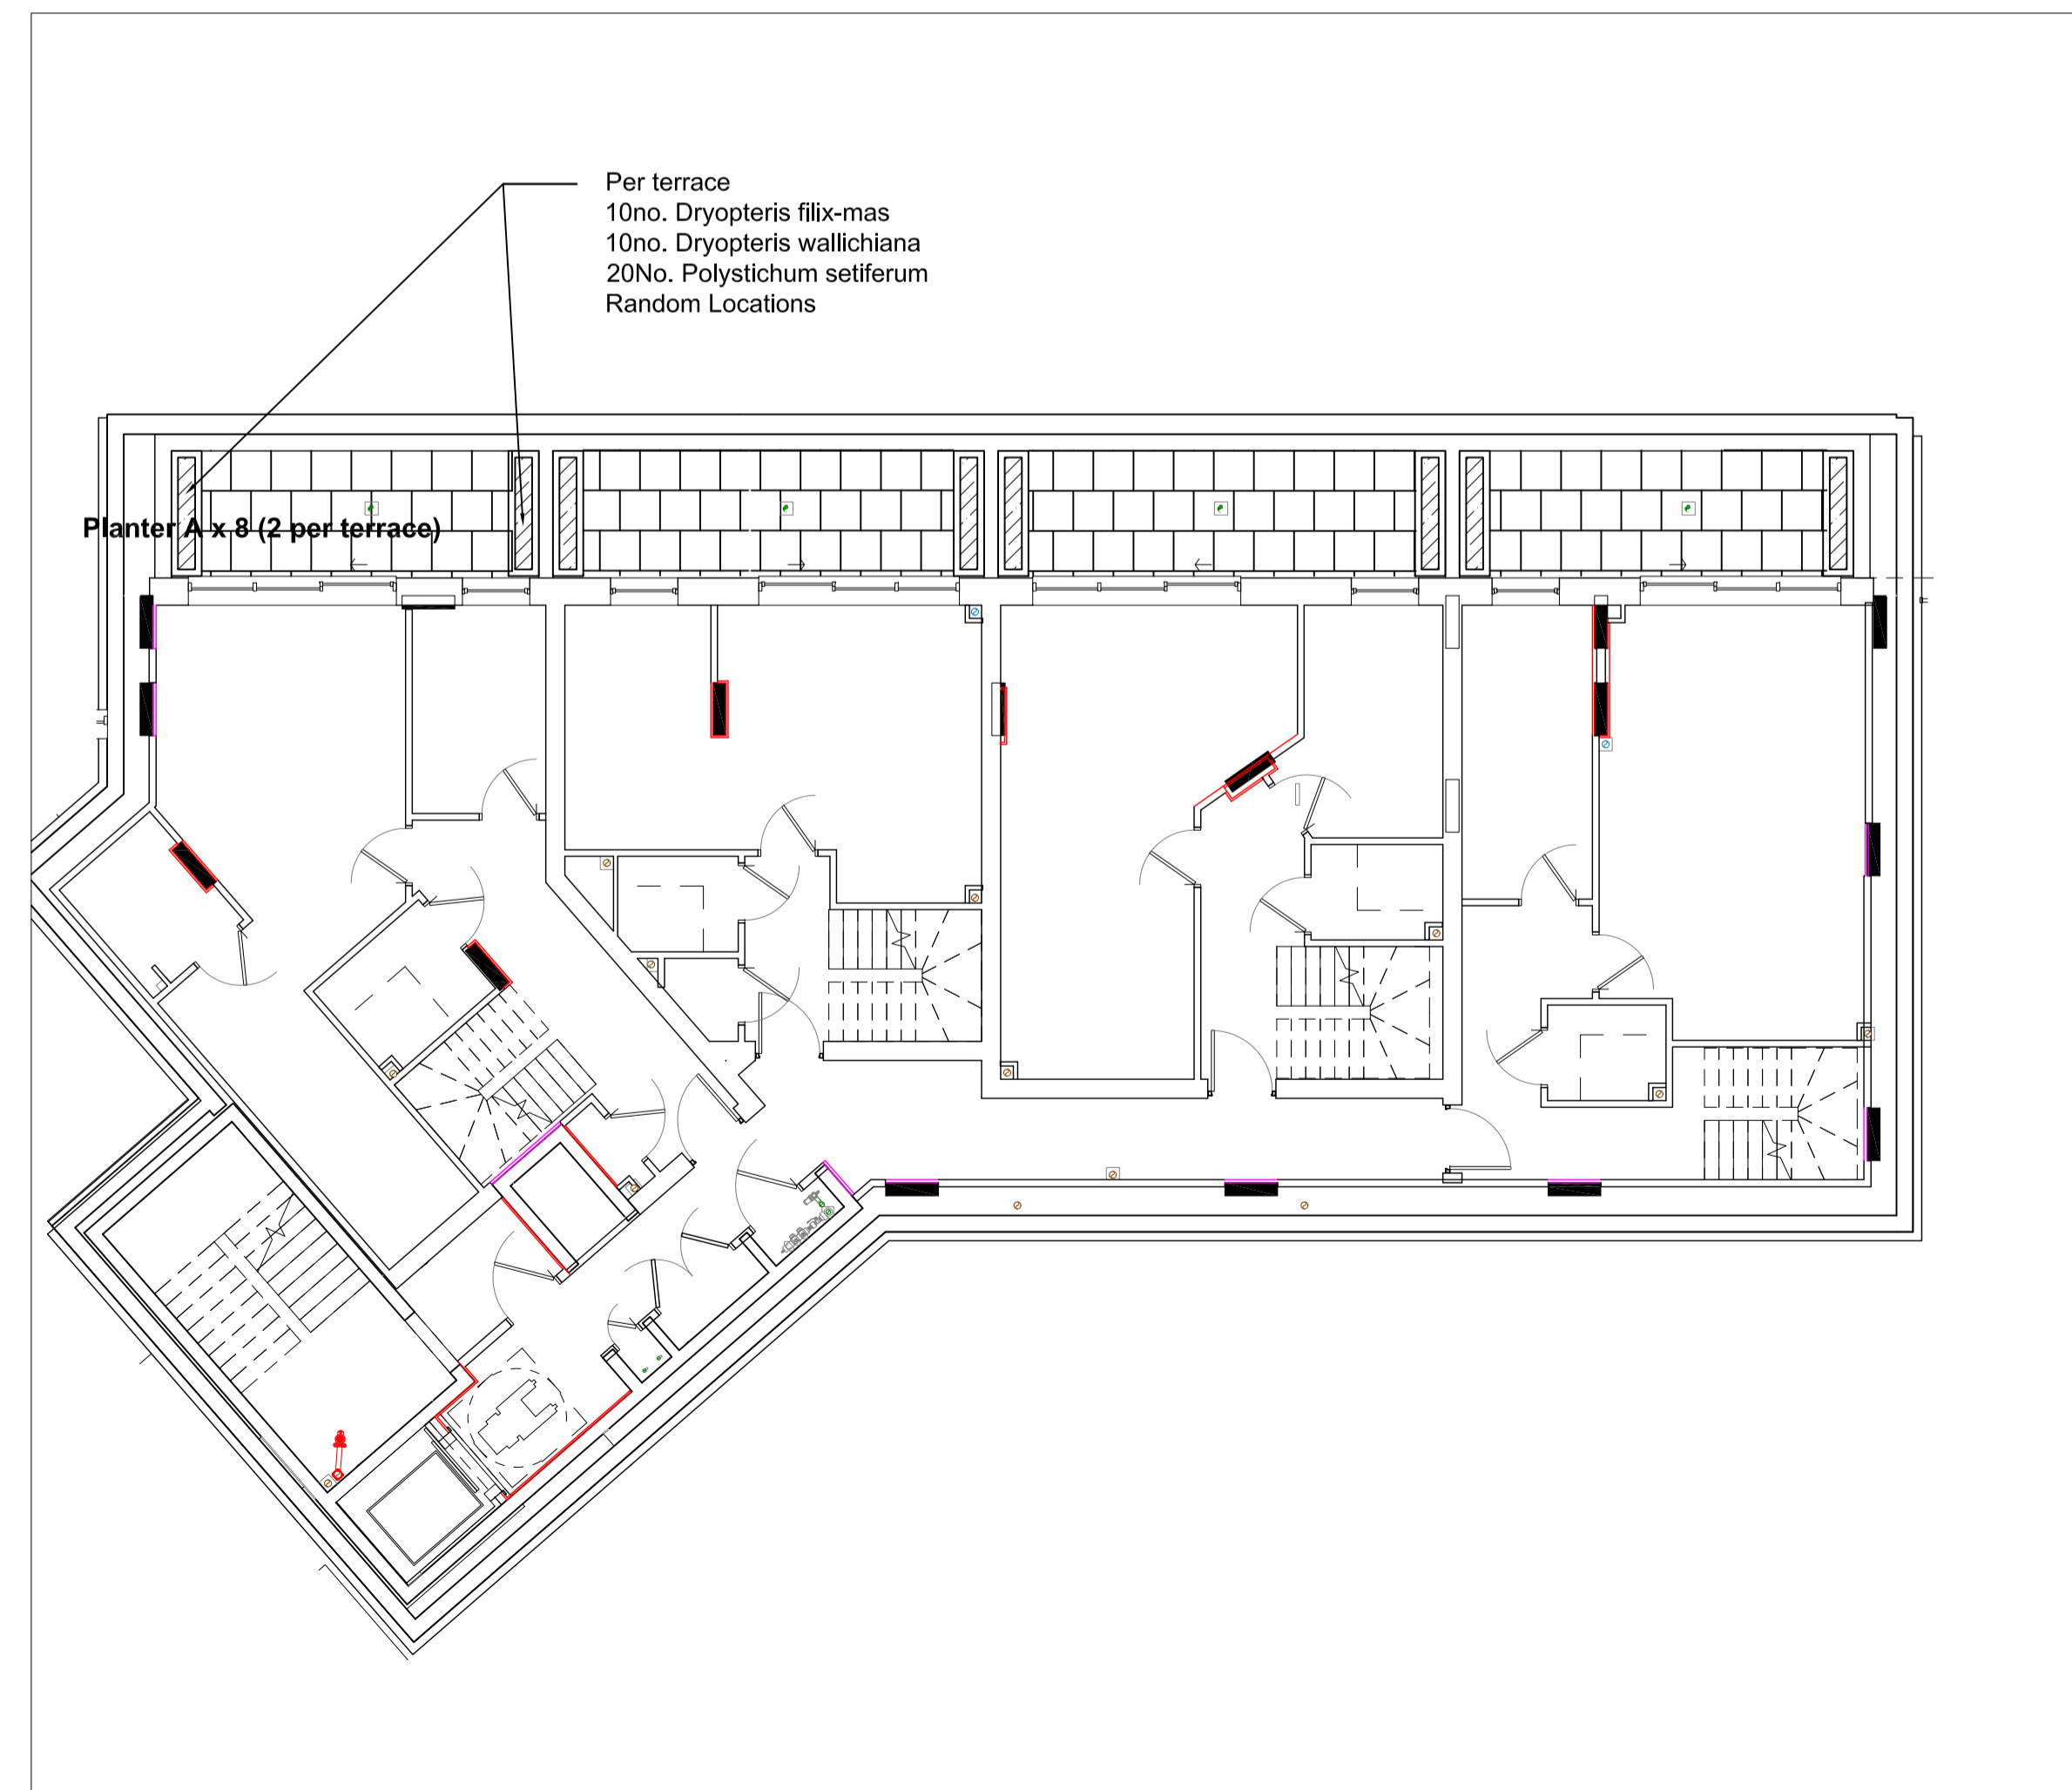 Per terrace
10no. Dryopteris filix-mas
10no. Dryopteris wallichiana
20No. Polystichum setiferum
Random Locations
Planter A x 8 (2 per terrace)